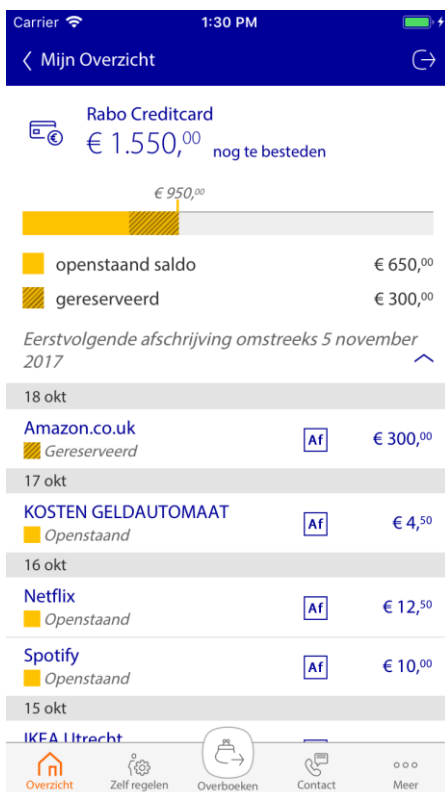 Carrier 1:30 PM
Mijn Overzicht
Rabo Creditcard
€ 1.550,00 nog te besteden
€ 950,00
openstaand saldo € 650,00
gereserveerd € 300,00
Eerstvolgende afschrijving omstreeks 5 november
2017
18 okt
Amazon.co.uk Af € 300,00
Gereserveerd
17 okt
KOSTEN GELDAUTOMAAT Af € 4,50
Openstaand
16 okt
Netflix Af € 12,50
Openstaand
Spotify Af € 10,00
Openstaand
15 okt
IKEA Utrecht
Overzicht Zelf regelen Overboeken Contact Meer